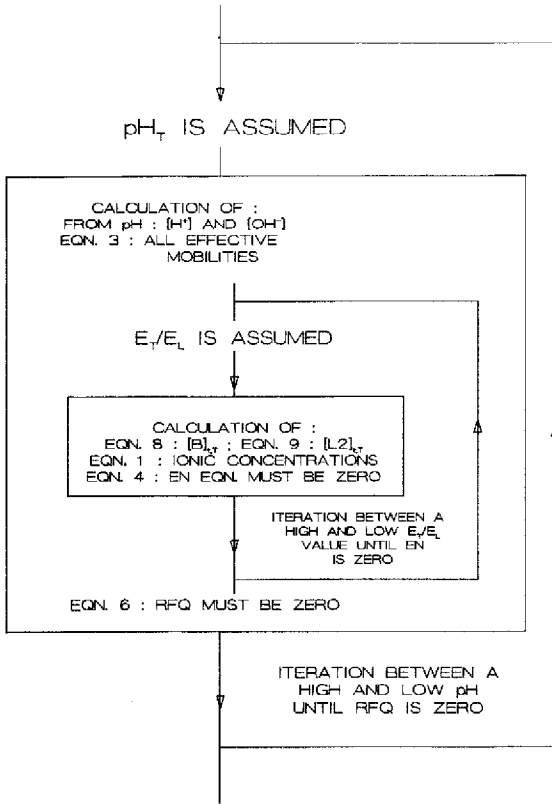 pH_T IS ASSUMED
CALCULATION OF :
FROM pH : [H⁺] AND [OH⁻]
EQN. 3 : ALL EFFECTIVE
MOBILITIES
E_T/E_L IS ASSUMED
CALCULATION OF :
EQN. 8 : [B]_t,T ; EQN. 9 : [L2]_t,T
EQN. 1 : IONIC CONCENTRATIONS
EQN. 4 : EN EQN. MUST BE ZERO
ITERATION BETWEEN A
HIGH AND LOW E_T/E_L
VALUE UNTIL EN
IS ZERO
EQN. 6 : RFQ MUST BE ZERO
ITERATION BETWEEN A
HIGH AND LOW pH
UNTIL RFQ IS ZERO